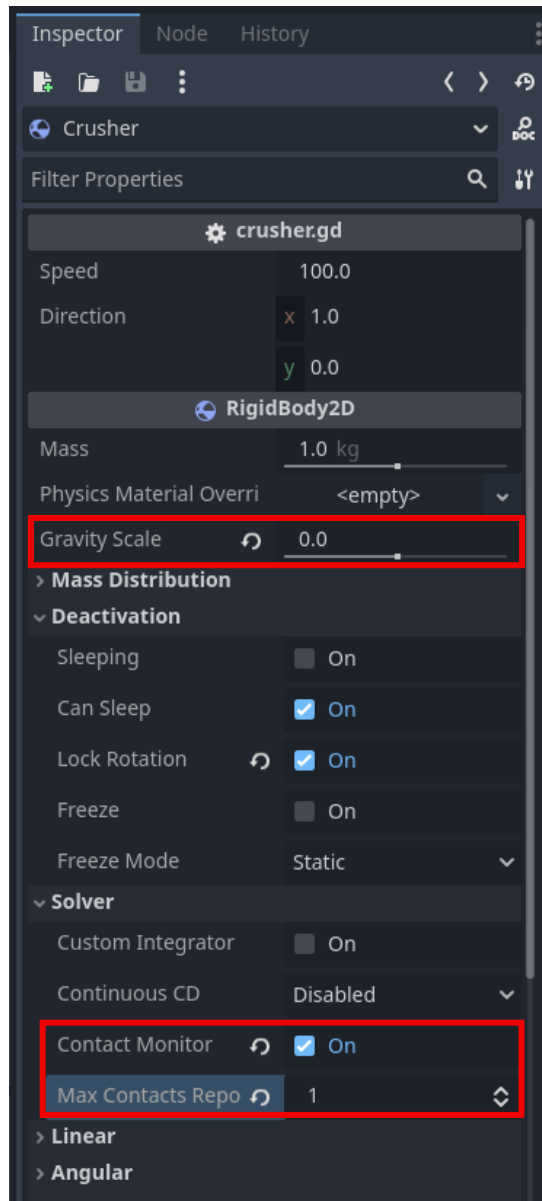 Inspector Node History
Crusher
DOC
Filter Properties
crusher.gd
Speed 100.0
Direction x 1.0
y 0.0
RigidBody2D
Mass 1.0 kg
Physics Material Overri <empty>
Gravity Scale 0.0
Mass Distribution
Deactivation
Sleeping On
Can Sleep On
Lock Rotation On
Freeze On
Freeze Mode Static
Solver
Custom Integrator On
Continuous CD Disabled
Contact Monitor On
Max Contacts Repo 1
Linear
Angular